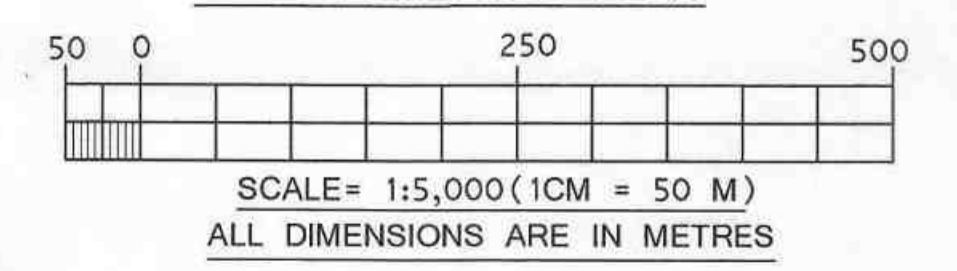 50 0 250 500
SCALE= 1:5,000(1CM = 50 M)
ALL DIMENSIONS ARE IN METRES